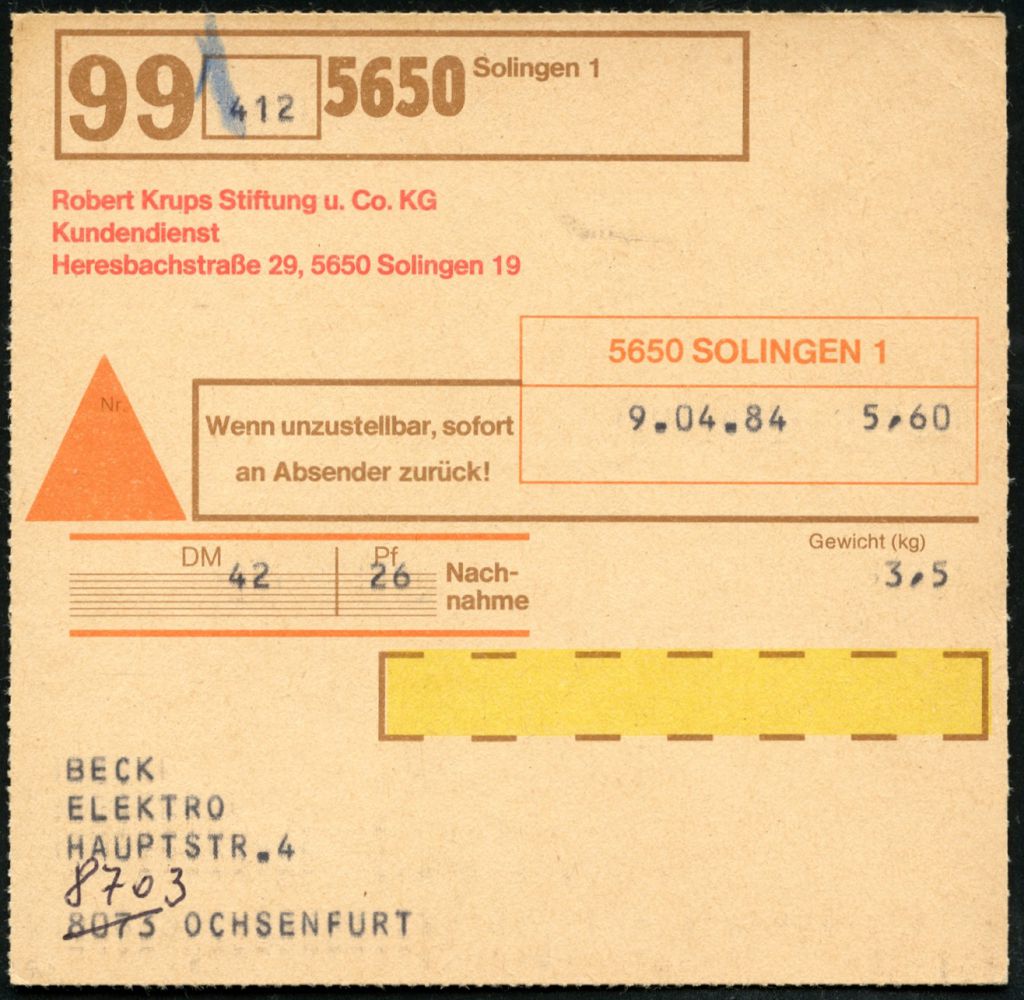 99 412 5650 Solingen 1
Robert Krups Stiftung u. Co. KG
Kundendienst
Heresbachstraße 29, 5650 Solingen 19
5650 SOLINGEN 1
9.04.84 5,60
Nr.
Wenn unzustellbar, sofort
an Absender zurück!
Gewicht (kg)
3,5
DM Pf
42 26
Nach-
nahme
BECK
ELEKTRO
HAUPTSTR.4
8703
8073 OCHSENFURT